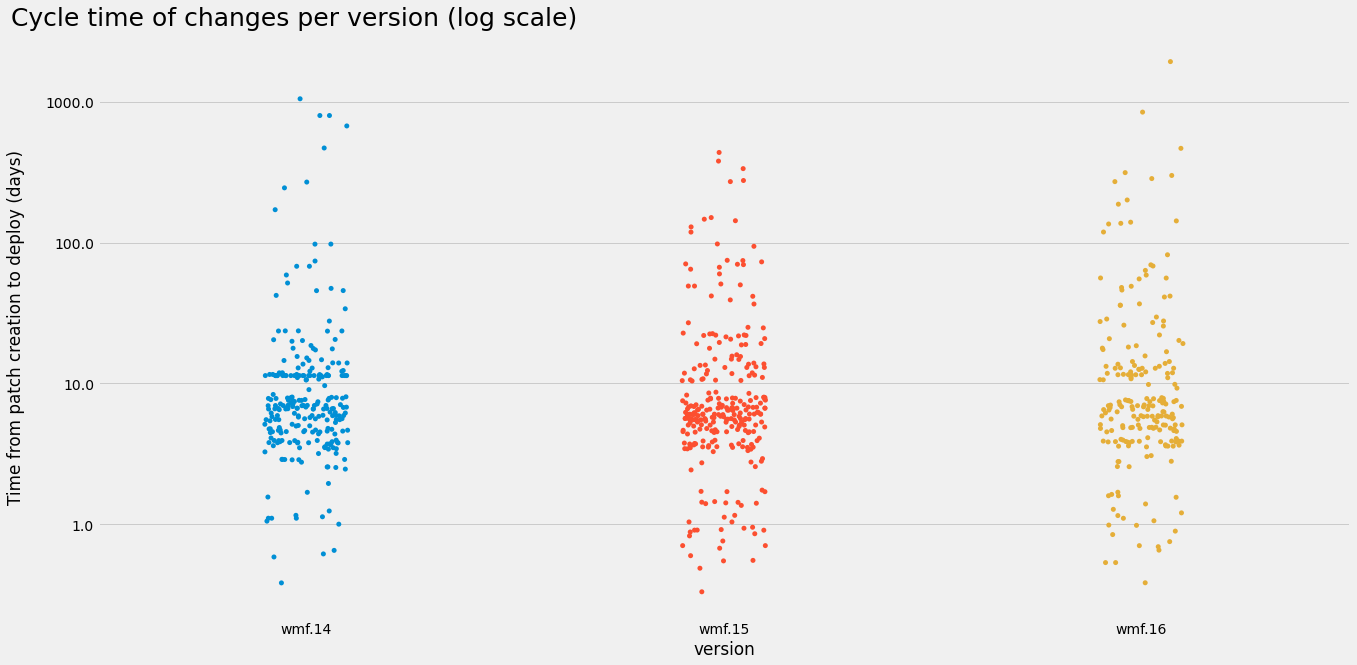 Cycle time of changes per version (log scale)
Time from patch creation to deploy (days)
1000.0
100.0
10.0
1.0
wmf.14
wmf.15
wmf.16
version